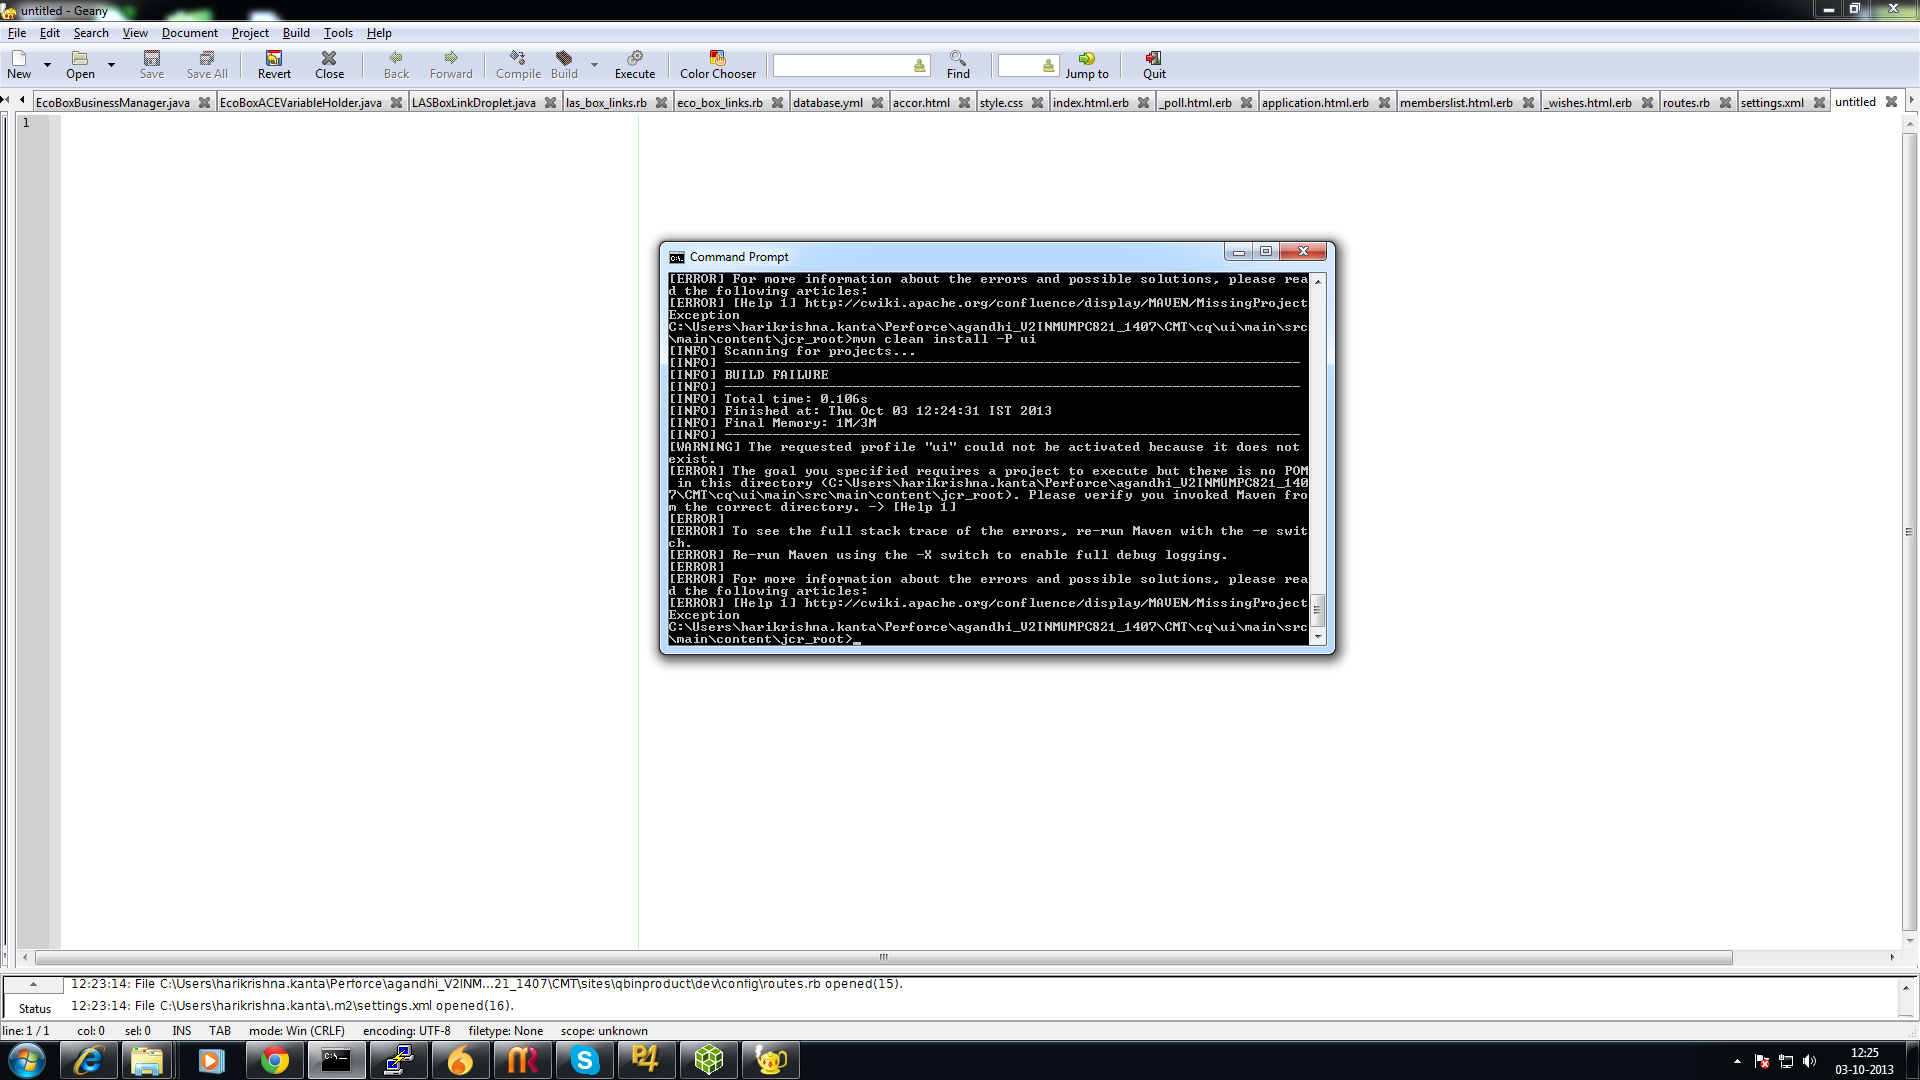 untitled - Geany
File Edit Search View Document Project Build Tools Help
New Open Save Save All Revert Close Back Forward Compile Build Execute Color Chooser Find Jump to Quit
EcoBoxBusinessManager.java EcoBoxACEVariableHolder.java LASBoxLinkDroplet.java las_box_links.rb eco_box_links.rb database.yml accor.html style.css index.html.erb _poll.html.erb application.html.erb memberslist.html.erb _wishes.html.erb routes.rb settings.xml untitled
1
Command Prompt
[ERROR] For more information about the errors and possible solutions, please rea
d the following articles:
[ERROR] [Help 1] http://cwiki.apache.org/confluence/display/MAVEN/MissingProject
Exception
C:\Users\harikrishna.kanta\Perforce\agandhi_V2INMUMPC821_1407\CMT\cq\ui\main\src
\main\content\jcr_root>mvn clean install -P ui
[INFO] Scanning for projects...
[INFO] ------------------------------------------------------------------------
[INFO] BUILD FAILURE
[INFO] ------------------------------------------------------------------------
[INFO] Total time: 0.106s
[INFO] Finished at: Thu Oct 03 12:24:31 IST 2013
[INFO] Final Memory: 1M/3M
[INFO] ------------------------------------------------------------------------
[WARNING] The requested profile "ui" could not be activated because it does not
exist.
[ERROR] The goal you specified requires a project to execute but there is no POM
in this directory (C:\Users\harikrishna.kanta\Perforce\agandhi_V2INMUMPC821_140
7\CMT\cq\ui\main\src\main\content\jcr_root). Please verify you invoked Maven fro
m the correct directory. -> [Help 1]
[ERROR]
[ERROR] To see the full stack trace of the errors, re-run Maven with the -e swit
ch.
[ERROR] Re-run Maven using the -X switch to enable full debug logging.
[ERROR]
[ERROR] For more information about the errors and possible solutions, please rea
d the following articles:
[ERROR] [Help 1] http://cwiki.apache.org/confluence/display/MAVEN/MissingProject
Exception
C:\Users\harikrishna.kanta\Perforce\agandhi_V2INMUMPC821_1407\CMT\cq\ui\main\src
\main\content\jcr_root>_
12:23:14: File C:\Users\harikrishna.kanta\Perforce\agandhi_V2INM...21_1407\CMT\sites\qbinproduct\dev\config\routes.rb opened(15).
Status
12:23:14: File C:\Users\harikrishna.kanta\.m2\settings.xml opened(16).
line: 1 / 1 col: 0 sel: 0 INS TAB mode: Win (CRLF) encoding: UTF-8 filetype: None scope: unknown
12:25
03-10-2013